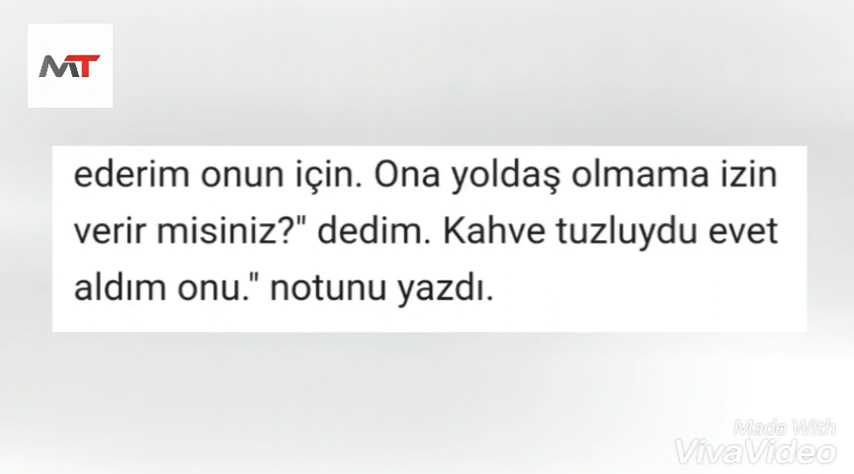 MT
ederim onun için. Ona yoldaş olmama izin
verir misiniz?" dedim. Kahve tuzluydu evet
aldım onu." notunu yazdı.
Made With
VivaVideo